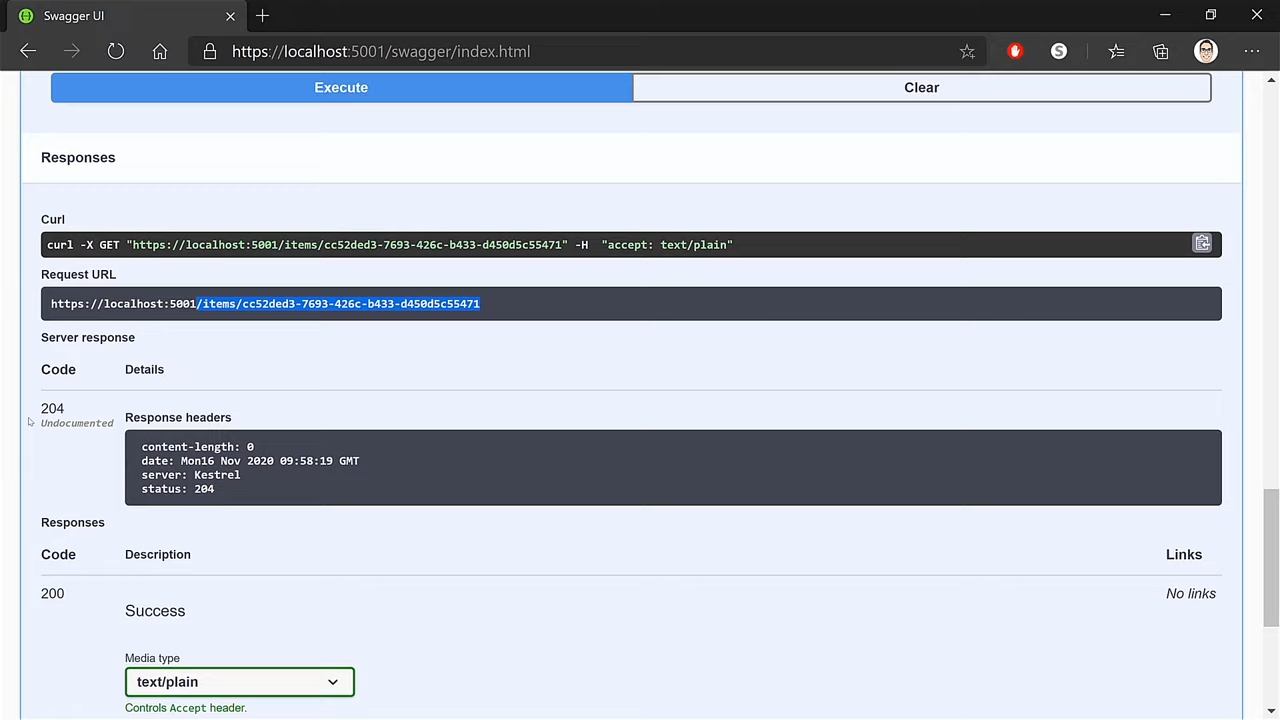 Swagger UI
https://localhost:5001/swagger/index.html
Execute
Clear
Responses
Curl
curl -X GET "https://localhost:5001/items/cc52ded3-7693-426c-b433-d450d5c55471" -H  "accept: text/plain"
Request URL
https://localhost:5001/items/cc52ded3-7693-426c-b433-d450d5c55471
Server response
Code
Details
204
Undocumented
Response headers
content-length: 0
date: Mon16 Nov 2020 09:58:19 GMT
server: Kestrel
status: 204
Responses
Code
Description
Links
200
No links
Success
Media type
text/plain
Controls Accept header.